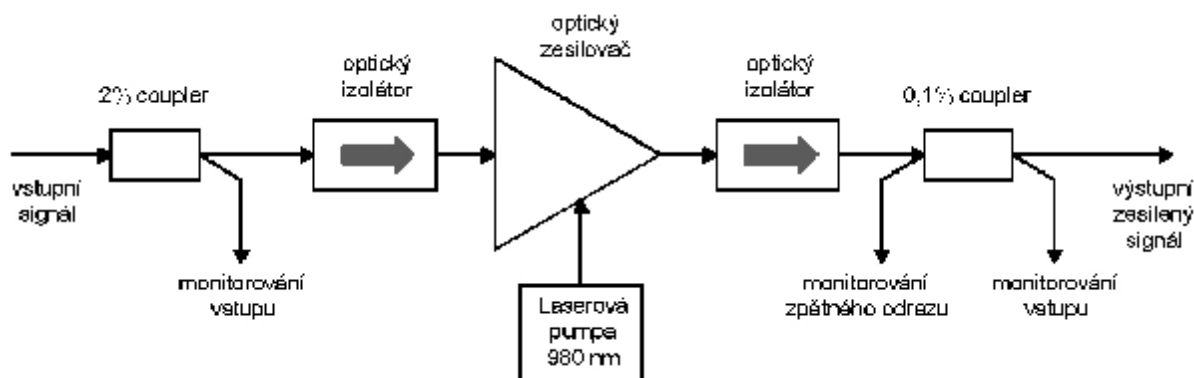 optický
zesilovač
optický
izolátor
optický
izolátor
2% coupler
0,1% coupler
vstupní
signál
výstupní
zesílený
signál
monitorování
vstupu
Laserová
pumpa
980 nm
monitorování
zpětného odrazu
monitorování
vstupu